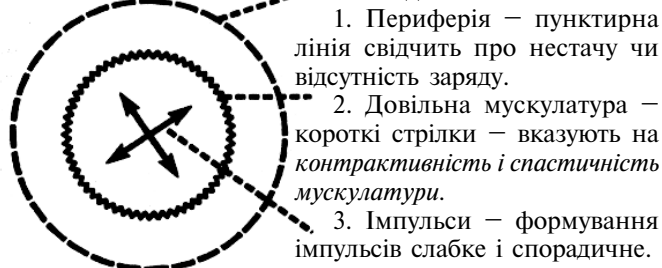 1. Периферія – пунктирна
лінія свідчить про нестачу чи
відсутність заряду.
2. Довільна мускулатура –
короткі стрілки – вказують на
контрактивність і спастичність
мускулатури.
3. Імпульси – формування
імпульсів слабке і спорадичне.